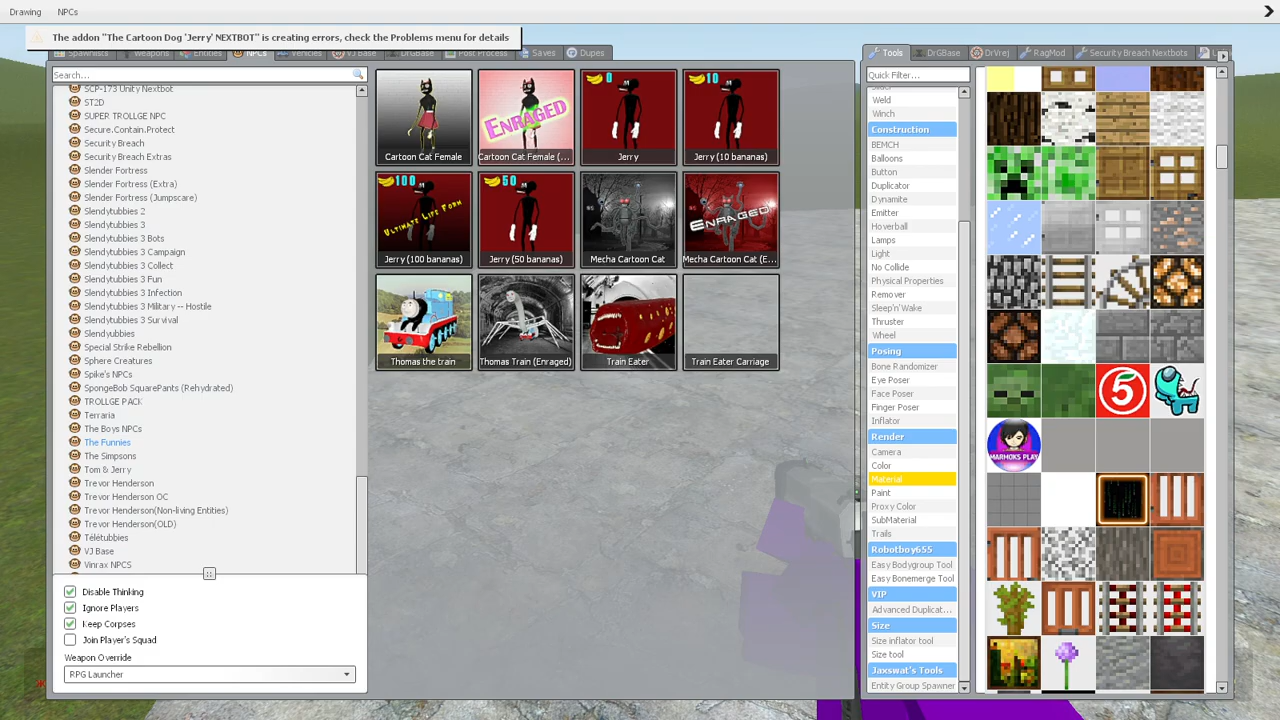 Drawing NPCs
The addon "The Cartoon Dog 'Jerry' NEXTBOT" is creating errors, check the Problems menu for details
Spawnlists Weapons Entities NPCs Vehicles VJ Base DrGBase Post Process Saves Dupes
Tools DrGBase DrVrej RagMod Security Breach Nextbots
Search...
Quick Filter...
SCP-173 Unity Nextbot
ST2D
SUPER TROLLGE NPC
Secure.Contain.Protect
Security Breach
Security Breach Extras
Slender Fortress
Slender Fortress (Extra)
Slender Fortress (Jumpscare)
Slendytubbies 2
Slendytubbies 3
Slendytubbies 3 Bots
Slendytubbies 3 Campaign
Slendytubbies 3 Collect
Slendytubbies 3 Fun
Slendytubbies 3 Infection
Slendytubbies 3 Military -- Hostile
Slendytubbies 3 Survival
Slendyubbies
Special Strike Rebellion
Sphere Creatures
Spike's NPCs
SpongeBob SquarePants (Rehydrated)
TROLLGE PACK
Terraria
The Boys NPCs
The Funnies
The Simpsons
Tom & Jerry
Trevor Henderson
Trevor Henderson OC
Trevor Henderson(Non-living Entities)
Trevor Henderson(OLD)
Télétubbies
VJ Base
Vinrax NPCS
Disable Thinking
Ignore Players
Keep Corpses
Join Player's Squad
Weapon Override
RPG Launcher
ENRAGED
0
10
Cartoon Cat Female
Cartoon Cat Female (...
Jerry
Jerry (10 bananas)
100
ULTIMATE LIFE FORM
50
ENRAGED
Jerry (100 bananas)
Jerry (50 bananas)
Mecha Cartoon Cat
Mecha Cartoon Cat (E...
Thomas the train
Thomas Train (Enraged)
Train Eater
Train Eater Carriage
Slider
Weld
Winch
Construction
BEMCH
Balloons
Button
Duplicator
Dynamite
Emitter
Hoverball
Lamps
Light
No Collide
Physical Properties
Remover
Sleep'n'Wake
Thruster
Wheel
Posing
Bone Randomizer
Eye Poser
Face Poser
Finger Poser
Inflator
Render
Camera
Color
Material
Paint
Proxy Color
SubMaterial
Trails
Robotboy655
Easy Bodygroup Tool
Easy Bonemerge Tool
VIP
Advanced Duplicat...
Size
Size inflator tool
Size tool
Jaxswat's Tools
Entity Group Spawner
5
MARHOKS PLAY